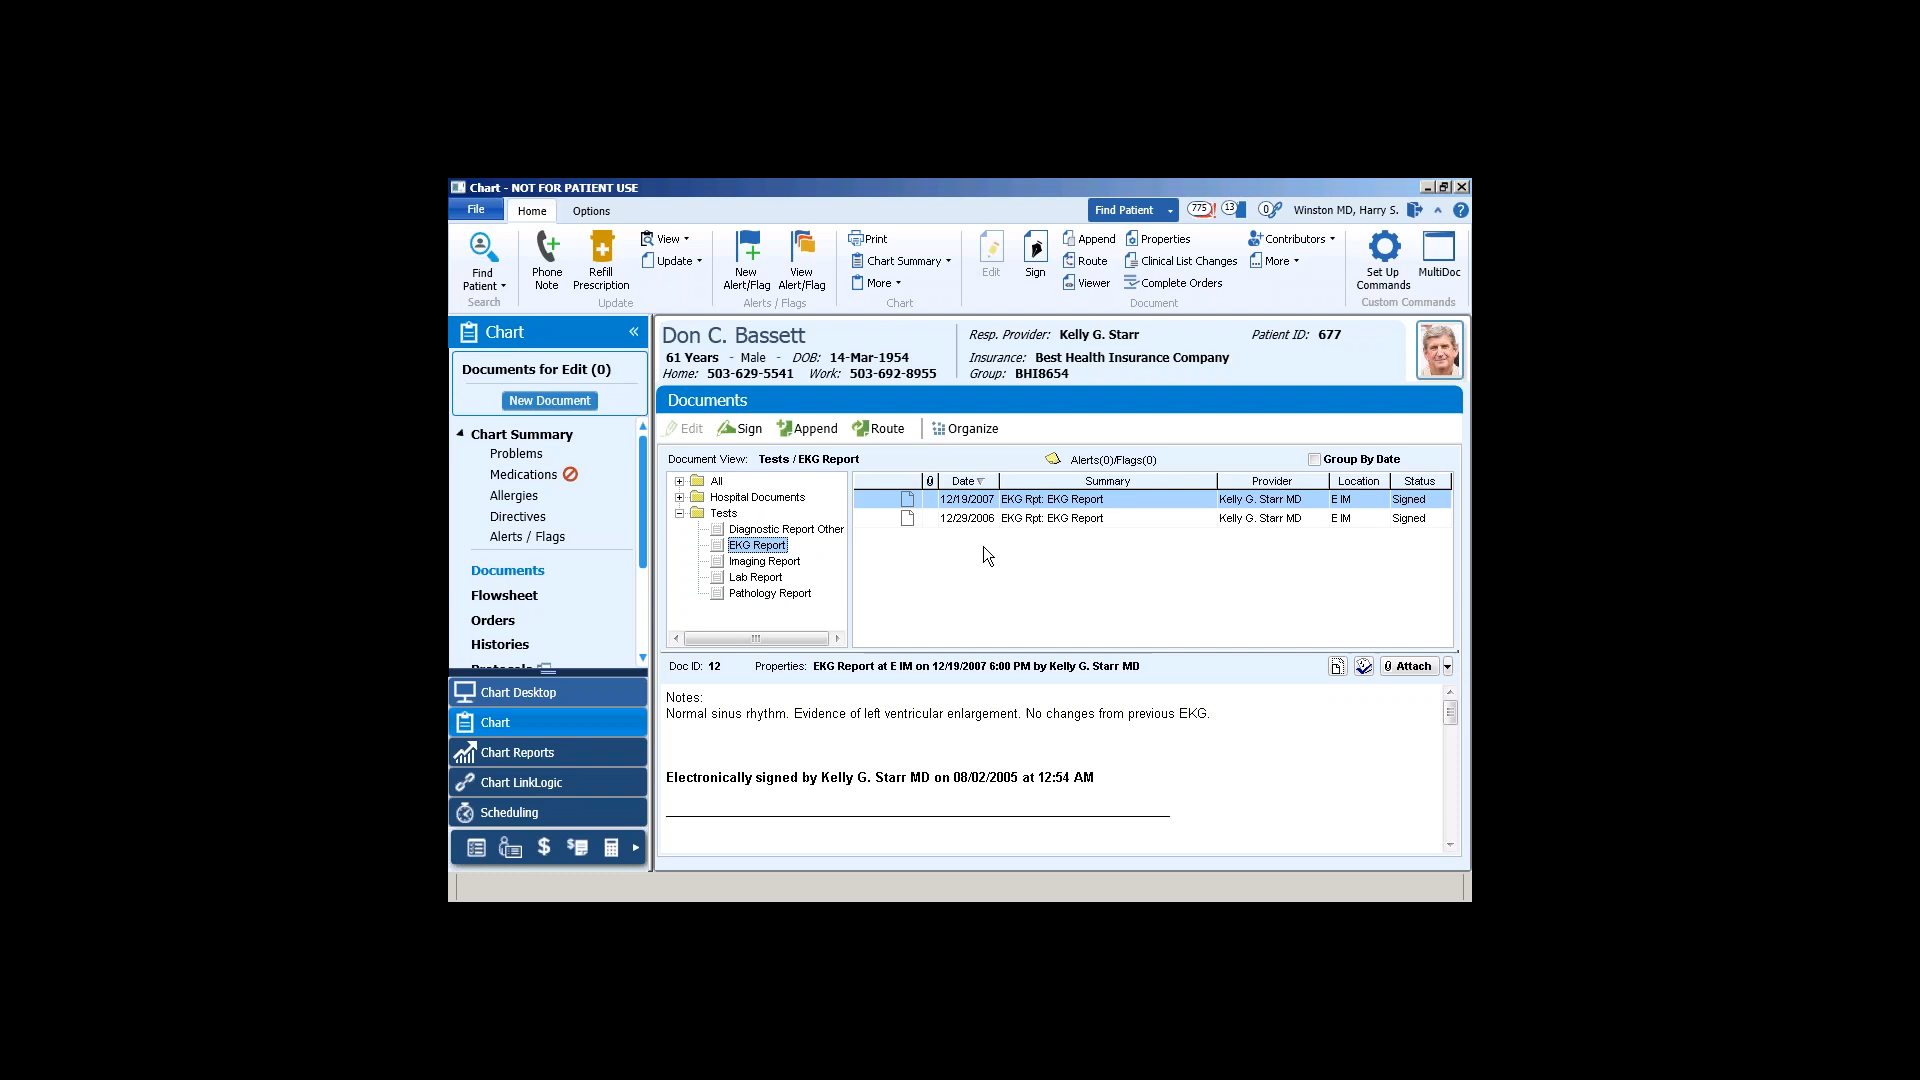 Chart - NOT FOR PATIENT USE
File Home Options Find Patient 775 ! 13 0 Winston MD, Harry S. ?
Find Patient
Search
Phone Note
Refill Prescription
View
Update
Update
New Alert/Flag
View Alert/Flag
Alerts / Flags
Print
Chart Summary
More
Chart
Edit
Sign
Append
Route
Viewer
Properties
Clinical List Changes
Complete Orders
Contributors
More
Document
Set Up Commands
MultiDoc
Custom Commands
Chart «
Documents for Edit (0)
New Document
Chart Summary
Problems
Medications
Allergies
Directives
Alerts / Flags
Documents
Flowsheet
Orders
Histories
Chart Desktop
Chart
Chart Reports
Chart LinkLogic
Scheduling
Don C. Bassett
61 Years - Male - DOB: 14-Mar-1954
Home: 503-629-5541 Work: 503-692-8955
Resp. Provider: Kelly G. Starr Patient ID: 677
Insurance: Best Health Insurance Company
Group: BHI8654
Documents
Edit Sign Append Route Organize
Document View: Tests / EKG Report Alerts(0)/Flags(0) Group By Date
All
Hospital Documents
Tests
Diagnostic Report Other
EKG Report
Imaging Report
Lab Report
Pathology Report
Date Summary Provider Location Status
12/19/2007 EKG Rpt: EKG Report Kelly G. Starr MD E IM Signed
12/29/2006 EKG Rpt: EKG Report Kelly G. Starr MD E IM Signed
Doc ID: 12 Properties: EKG Report at E IM on 12/19/2007 6:00 PM by Kelly G. Starr MD Attach
Notes:
Normal sinus rhythm. Evidence of left ventricular enlargement. No changes from previous EKG.
Electronically signed by Kelly G. Starr MD on 08/02/2005 at 12:54 AM